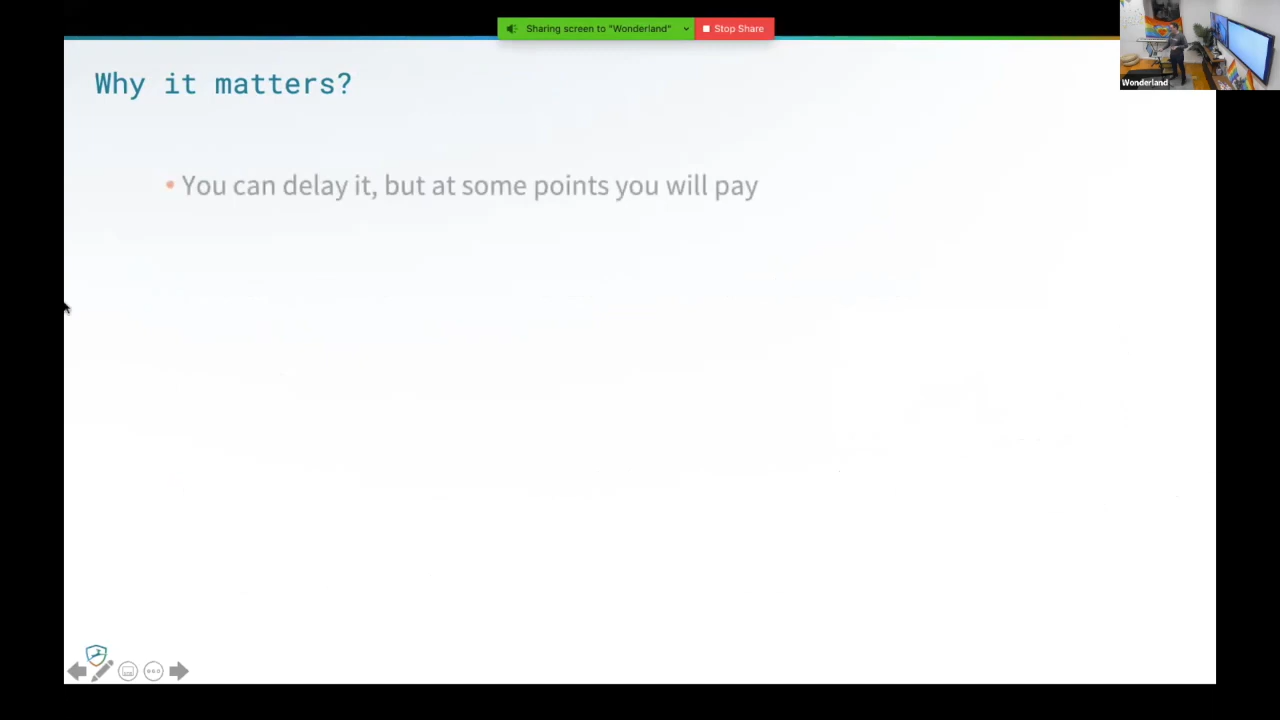 Sharing screen to "Wonderland"
Stop Share
Wonderland
Why it matters?
• You can delay it, but at some points you will pay